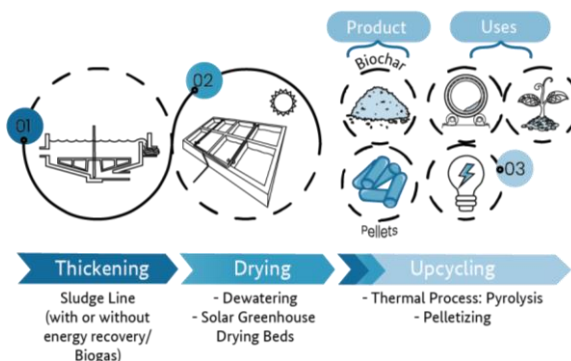 Product
Uses
Biochar
01
02
03
Pellets
Thickening
Drying
Upcycling
Sludge Line
(with or without
energy recovery/
Biogas)
- Dewatering
- Solar Greenhouse
Drying Beds
- Thermal Process: Pyrolysis
- Pelletizing